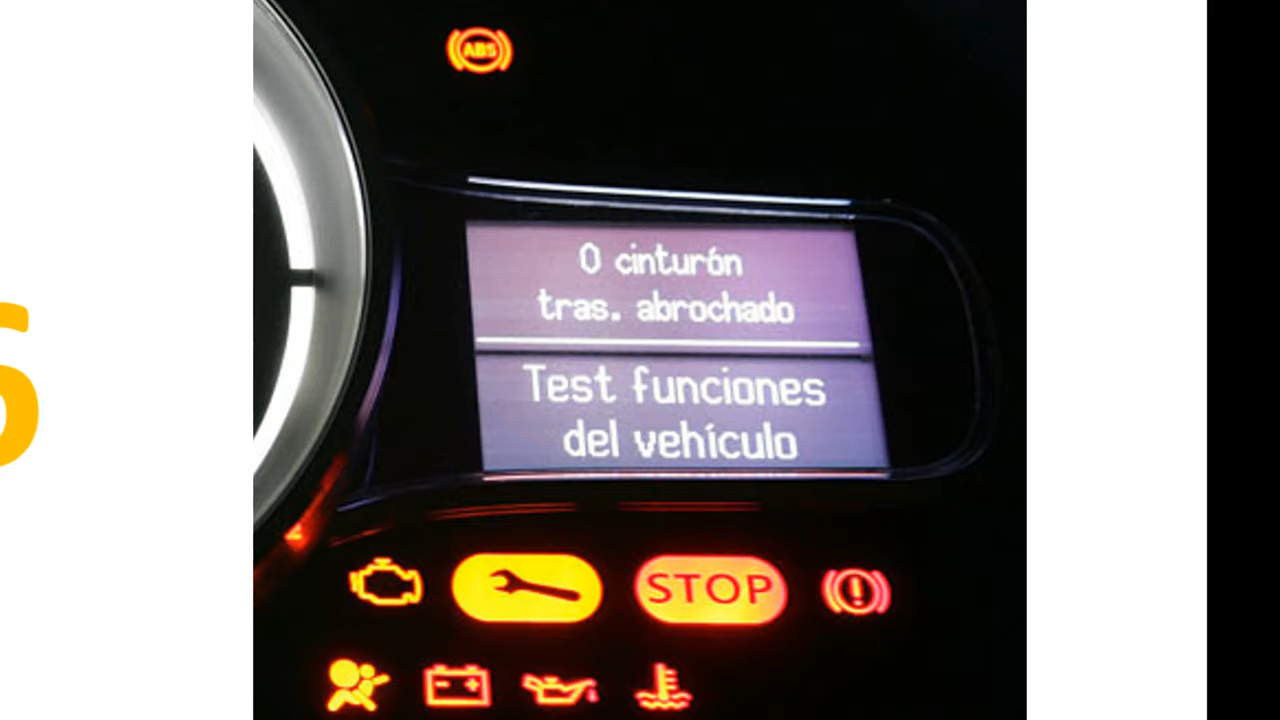 ABS
0 cinturón
tras. abrochado
Test funciones
del vehículo
STOP